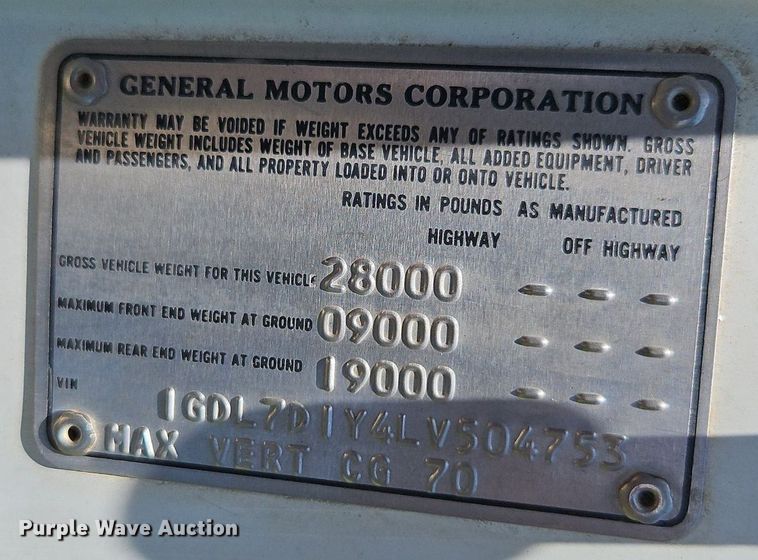 GENERAL MOTORS CORPORATION
WARRANTY MAY BE VOIDED IF WEIGHT EXCEEDS ANY OF RATINGS SHOWN. GROSS
VEHICLE WEIGHT INCLUDES WEIGHT OF BASE VEHICLE, ALL ADDED EQUIPMENT, DRIVER
AND PASSENGERS, AND ALL PROPERTY LOADED INTO OR ONTO VEHICLE.
RATINGS IN POUNDS AS MANUFACTURED
HIGHWAY OFF HIGHWAY
GROSS VEHICLE WEIGHT FOR THIS VEHICLE 28000 - - -
MAXIMUM FRONT END WEIGHT AT GROUND 09000 - - -
MAXIMUM REAR END WEIGHT AT GROUND 19000 - - -
VIN 1GDL7D1Y4LV504753
MAX VERT CG 70
Purple Wave Auction